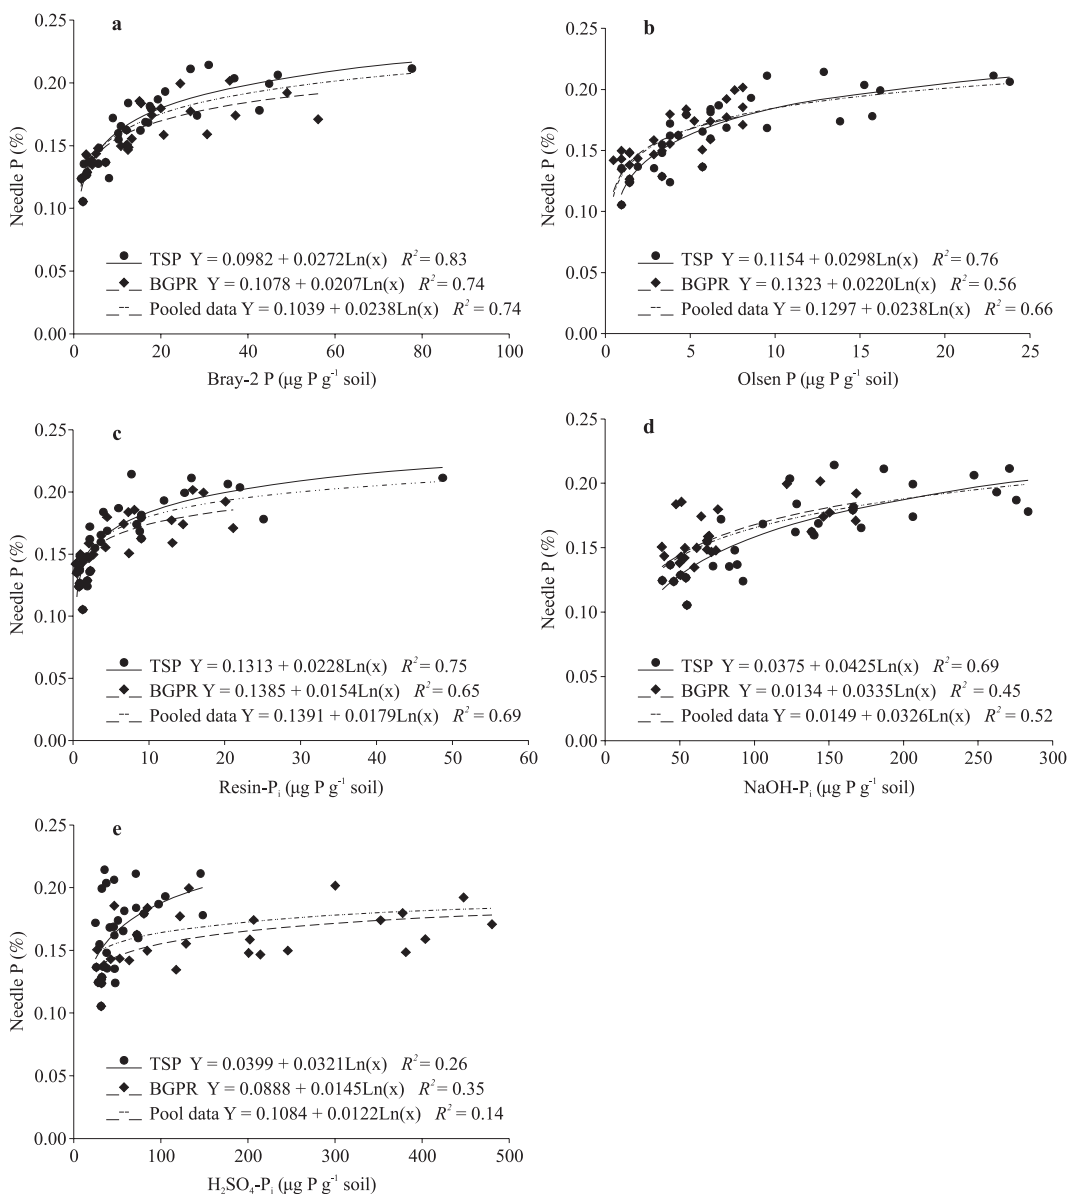 a
0.25
0.20
0.15
0.10
0.05
0.00
Needle P (%)
TSP Y = 0.0982 + 0.0272Ln(x) R² = 0.83
BGPR Y = 0.1078 + 0.0207Ln(x) R² = 0.74
Pooled data Y = 0.1039 + 0.0238Ln(x) R² = 0.74
0 20 40 60 80 100
Bray-2 P (μg P g⁻¹ soil)
b
0.25
0.20
0.15
0.10
0.05
0.00
Needle P (%)
TSP Y = 0.1154 + 0.0298Ln(x) R² = 0.76
BGPR Y = 0.1323 + 0.0220Ln(x) R² = 0.56
Pooled data Y = 0.1297 + 0.0238Ln(x) R² = 0.66
0 5 10 15 20 25
Olsen P (μg P g⁻¹ soil)
c
0.25
0.20
0.15
0.10
0.05
0.00
Needle P (%)
TSP Y = 0.1313 + 0.0228Ln(x) R² = 0.75
BGPR Y = 0.1385 + 0.0154Ln(x) R² = 0.65
Pooled data Y = 0.1391 + 0.0179Ln(x) R² = 0.69
0 10 20 30 40 50 60
Resin-Pᵢ (μg P g⁻¹ soil)
d
0.25
0.20
0.15
0.10
0.05
0.00
Needle P (%)
TSP Y = 0.0375 + 0.0425Ln(x) R² = 0.69
BGPR Y = 0.0134 + 0.0335Ln(x) R² = 0.45
Pooled data Y = 0.0149 + 0.0326Ln(x) R² = 0.52
0 50 100 150 200 250 300
NaOH-Pᵢ (μg P g⁻¹ soil)
e
0.25
0.20
0.15
0.10
0.05
0.00
Needle P (%)
TSP Y = 0.0399 + 0.0321Ln(x) R² = 0.26
BGPR Y = 0.0888 + 0.0145Ln(x) R² = 0.35
Pool data Y = 0.1084 + 0.0122Ln(x) R² = 0.14
0 100 200 300 400 500
H₂SO₄-Pᵢ (μg P g⁻¹ soil)